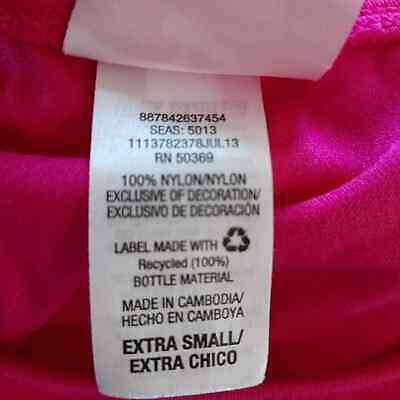 887842637454
SEAS: 5013
1113782378JUL13
RN 50369
100% NYLON/NYLON
EXCLUSIVE OF DECORATION/
EXCLUSIVO DE DECORACIÓN
LABEL MADE WITH
Recycled (100%)
BOTTLE MATERIAL
MADE IN CAMBODIA/
HECHO EN CAMBOYA
EXTRA SMALL/
EXTRA CHICO